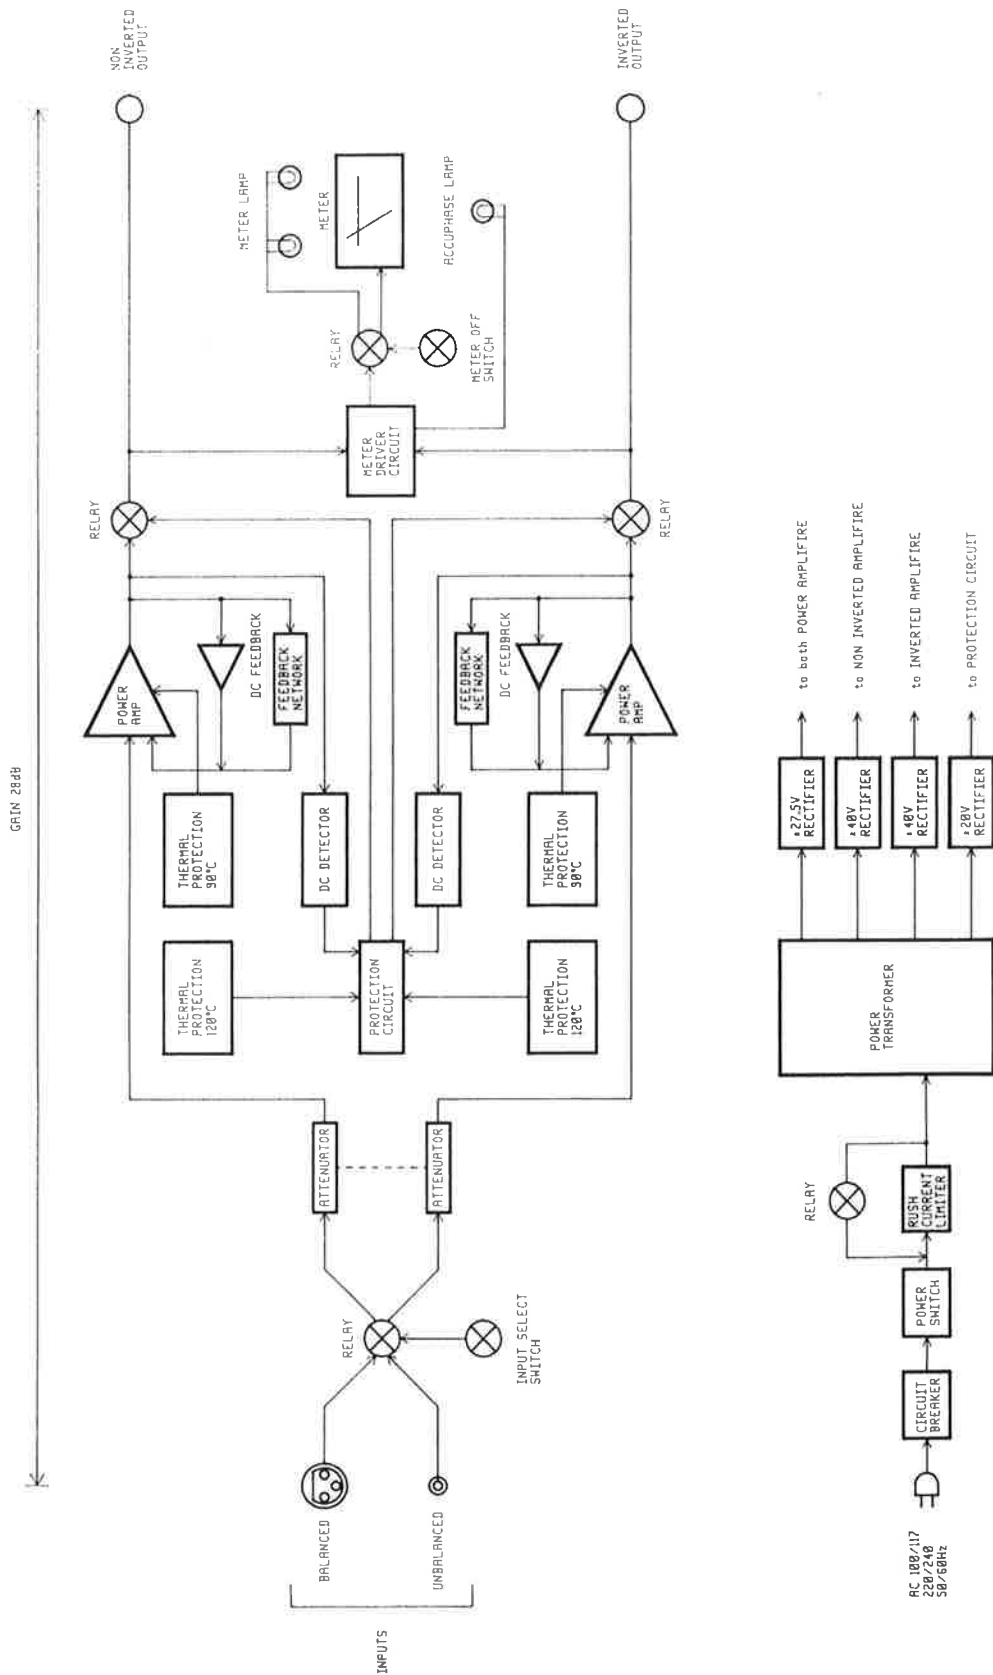 GAIN 28dB
NON
INVERTED
OUTPUT
METER LAMP
METER
RELAY
METER OFF
SWITCH
ACCUPHASE LAMP
INVERTED
OUTPUT
RELAY
METER
DRIVER
CIRCUIT
RELAY
POWER
AMP
DC FEEDBACK
FEEDBACK
NETWORK
THERMAL
PROTECTION
90°C
DC DETECTOR
THERMAL
PROTECTION
120°C
PROTECTION
CIRCUIT
DC DETECTOR
FEEDBACK
NETWORK
DC FEEDBACK
POWER
AMP
THERMAL
PROTECTION
90°C
THERMAL
PROTECTION
120°C
ATTENUATOR
ATTENUATOR
RELAY
INPUT SELECT
SWITCH
BALANCED
UNBALANCED
INPUTS
AC 100/117
220/240
50/60Hz
CIRCUIT
BREAKER
POWER
SWITCH
RELAY
RUSH
CURRENT
LIMITER
POWER
TRANSFORMER
±27.5V
RECTIFIER
to both POWER AMPLIFIRE
±40V
RECTIFIER
to NON INVERTED AMPLIFIRE
±40V
RECTIFIER
to INVERTED AMPLIFIRE
±20V
RECTIFIER
to PROTECTION CIRCUIT